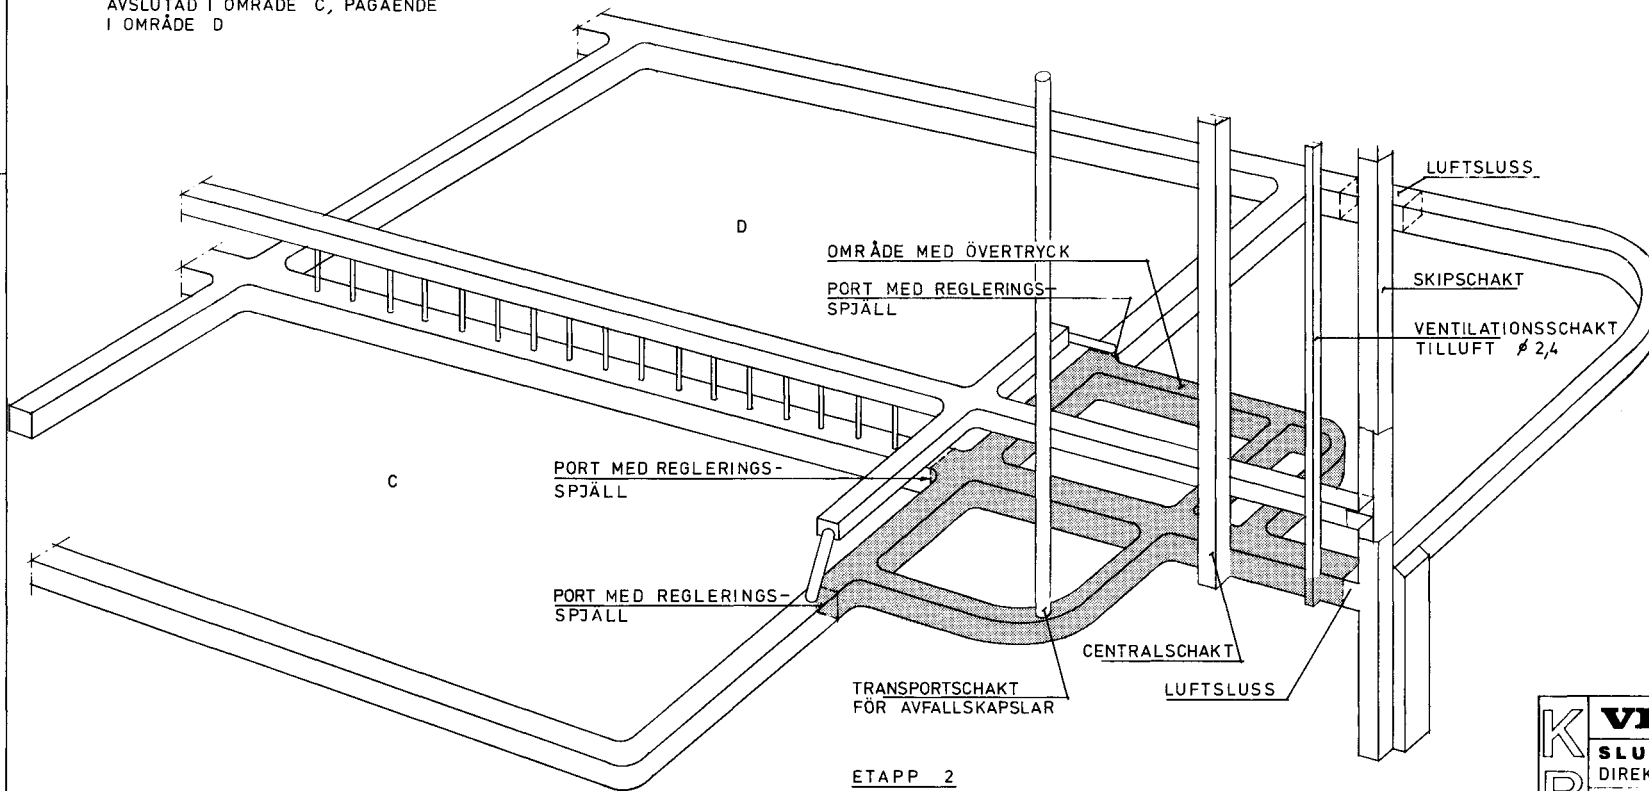 AVSLUTAD I OMRÅDE C, PÅGÅENDE
I OMRÅDE D
LUFTSLUSS
D
OMRÅDE MED ÖVERTRYCK
PORT MED REGLERINGS-
SPJÄLL
SKIPSCHAKT
VENTILATIONSSCHAKT
TILLUFT ⌀ 2,4
C
PORT MED REGLERINGS-
SPJÄLL
PORT MED REGLERINGS-
SPJÄLL
CENTRALSCHAKT
TRANSPORTSCHAKT
FÖR AVFALLSKAPSLAR
LUFTSLUSS
ETAPP 2
K
SLU
DIREK